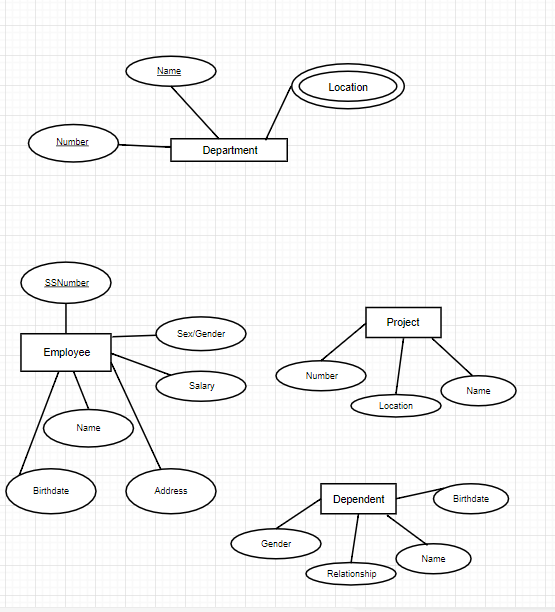 Name
Location
Number
Department
SSNumber
Sex/Gender
Employee
Salary
Name
Birthdate
Address
Project
Number
Location
Name
Dependent
Birthdate
Gender
Relationship
Name